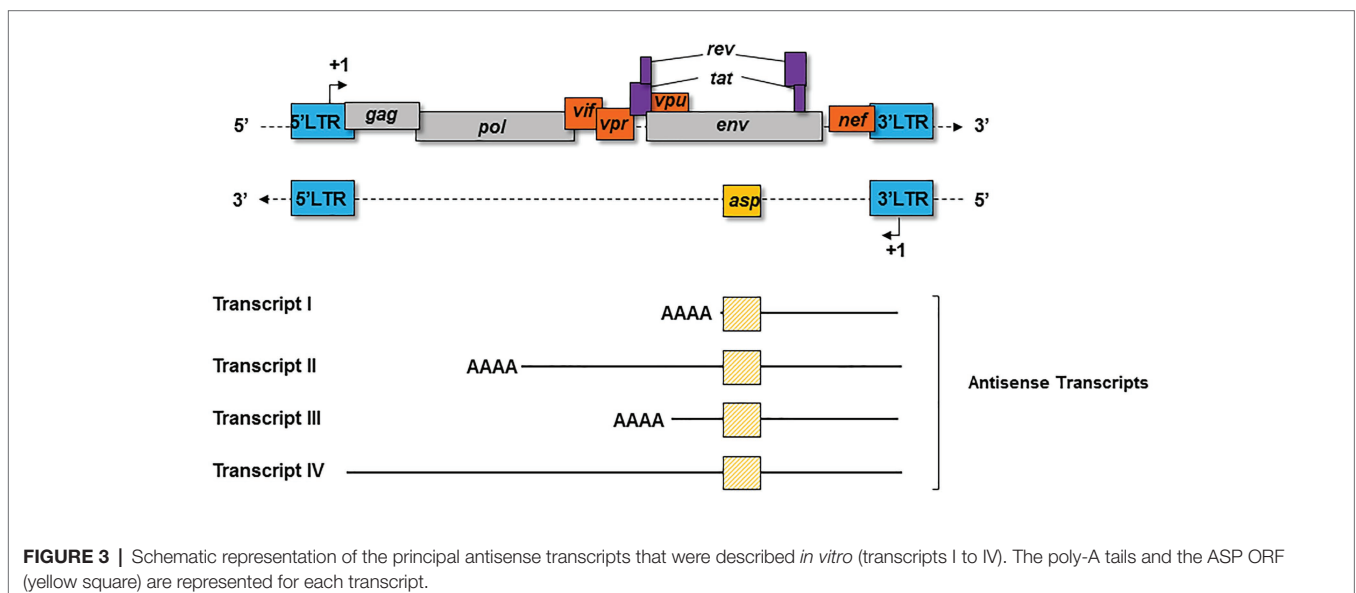 rev
+1
tat
5'LTR
gag
vif
vpu
nef
3'LTR
5'
pol
vpr
env
3'
3'
5'LTR
asp
3'LTR
5'
+1
Transcript I
AAAA
Transcript II
AAAA
Antisense Transcripts
Transcript III
AAAA
Transcript IV
FIGURE 3 | Schematic representation of the principal antisense transcripts that were described in vitro (transcripts I to IV). The poly-A tails and the ASP ORF
(yellow square) are represented for each transcript.